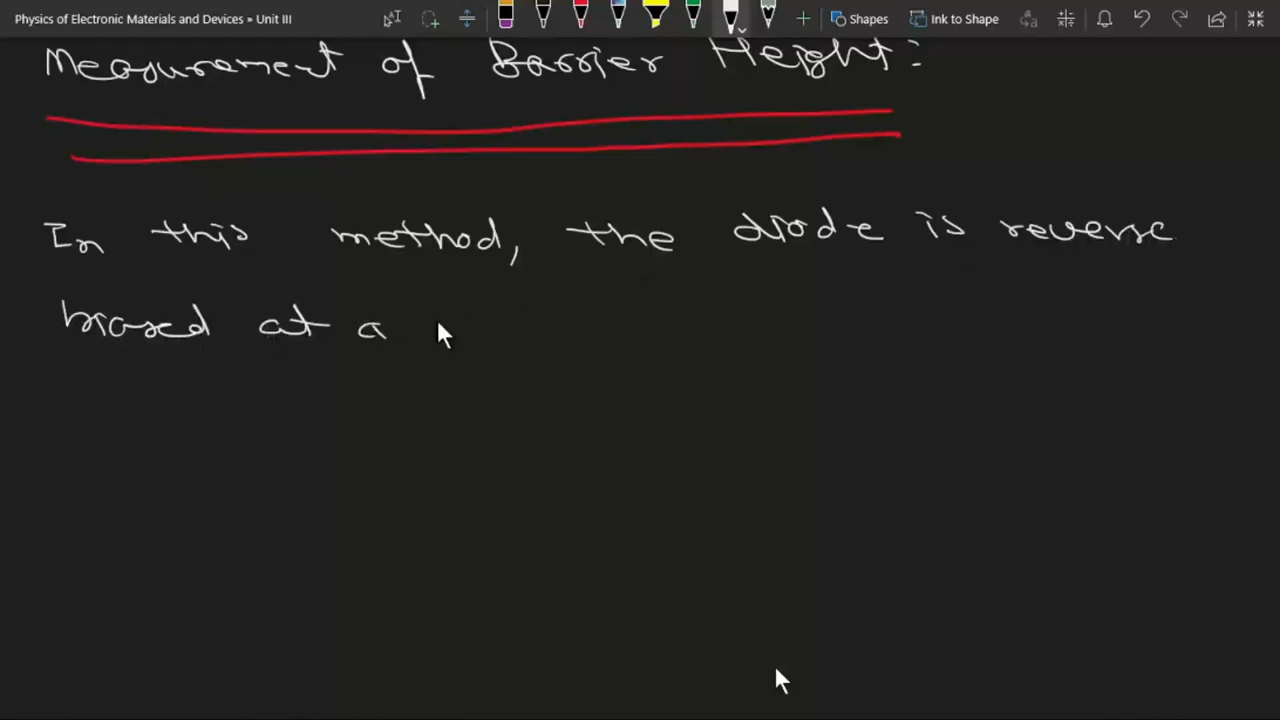 Physics of Electronic Materials and Devices » Unit III
Shapes
Ink to Shape
Measurement of Barrier Height:
In this method, the diode is reverse
biased at a